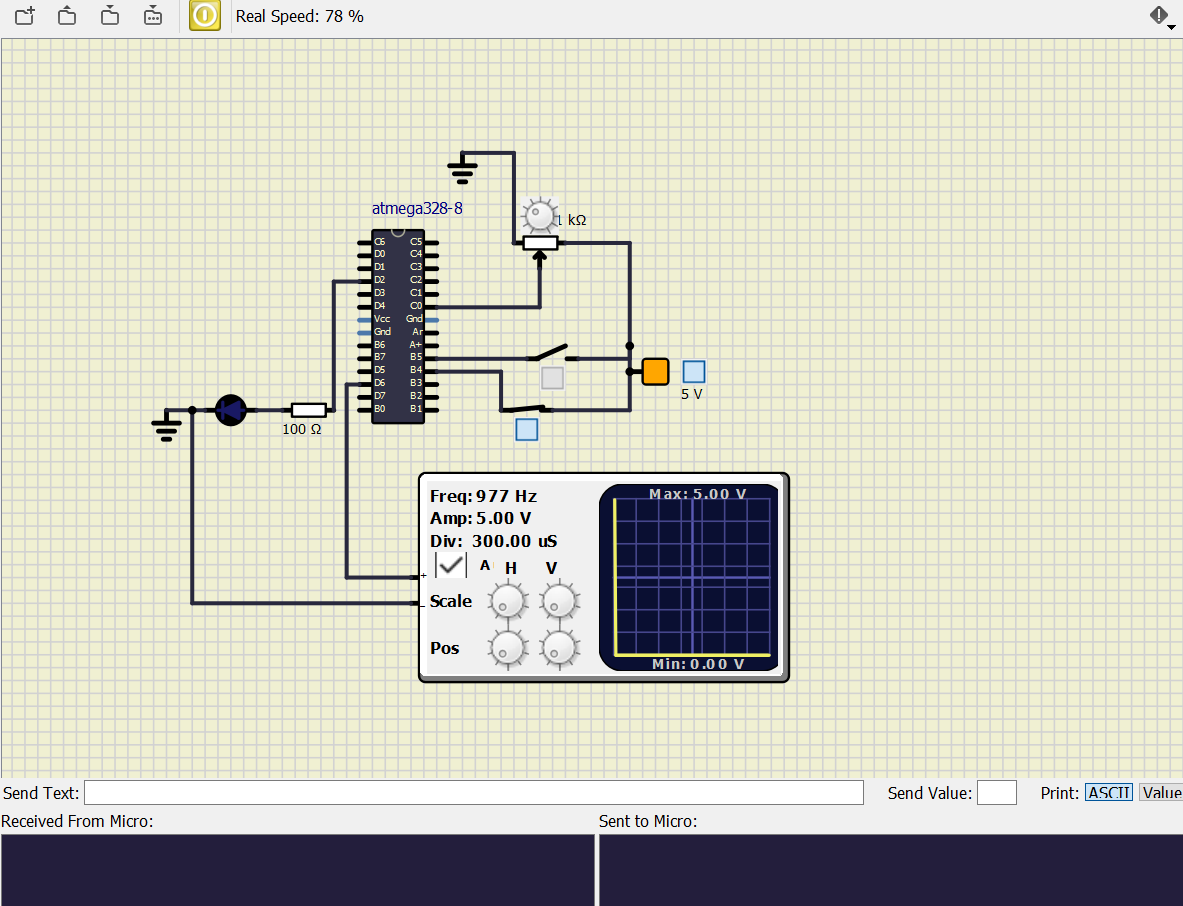 Real Speed: 78 %
atmega328-8
1 kΩ
C6 C5
D0 C4
D1 C3
D2 C2
D3 C1
D4 C0
Vcc Gnd
Gnd Ar
B6 A+
B7 B5
D5 B4
D6 B3
D7 B2
B0 B1
5 V
100 Ω
Freq: 977 Hz
Amp: 5.00 V
Div: 300.00 uS
A H V
+
Scale
−
Pos
Max: 5.00 V
Min: 0.00 V
Send Text: Send Value: Print: ASCII Value
Received From Micro: Sent to Micro: